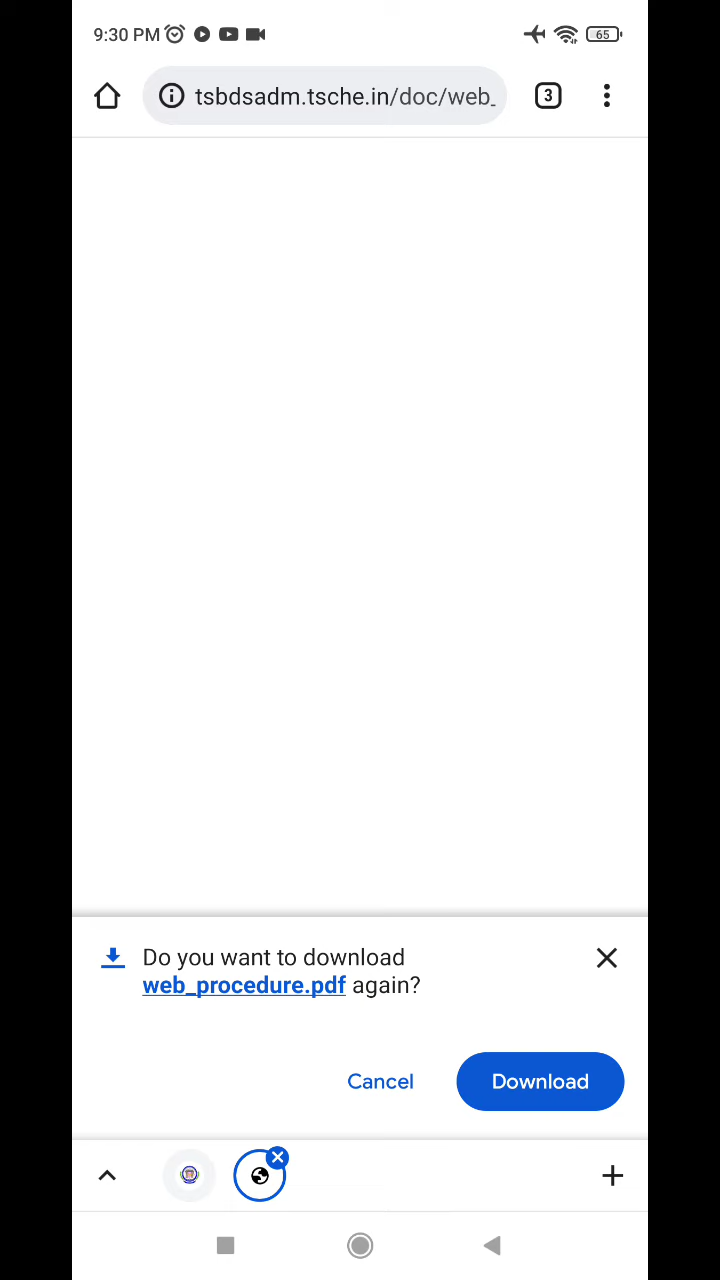 9:30 PM
65
tsbdsadm.tsche.in/doc/web_
3
Do you want to download
web_procedure.pdf again?
Cancel
Download